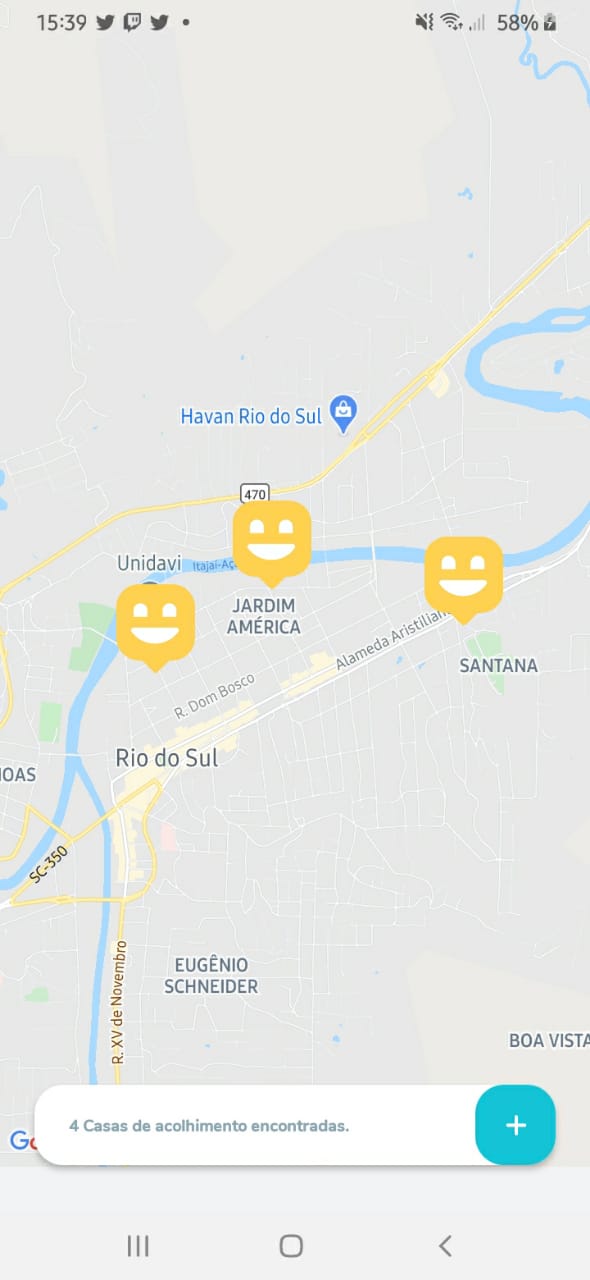 15:39
58%
Havan Rio do Sul
470
Unidavi
Itajaí-Aç
JARDIM
AMÉRICA
Alameda Aristilian
SANTANA
R. Dom Bosco
Rio do Sul
OAS
SC-350
EUGÊNIO
SCHNEIDER
R. XV de Novembro
BOA VISTA
4 Casas de acolhimento encontradas.
+
Go